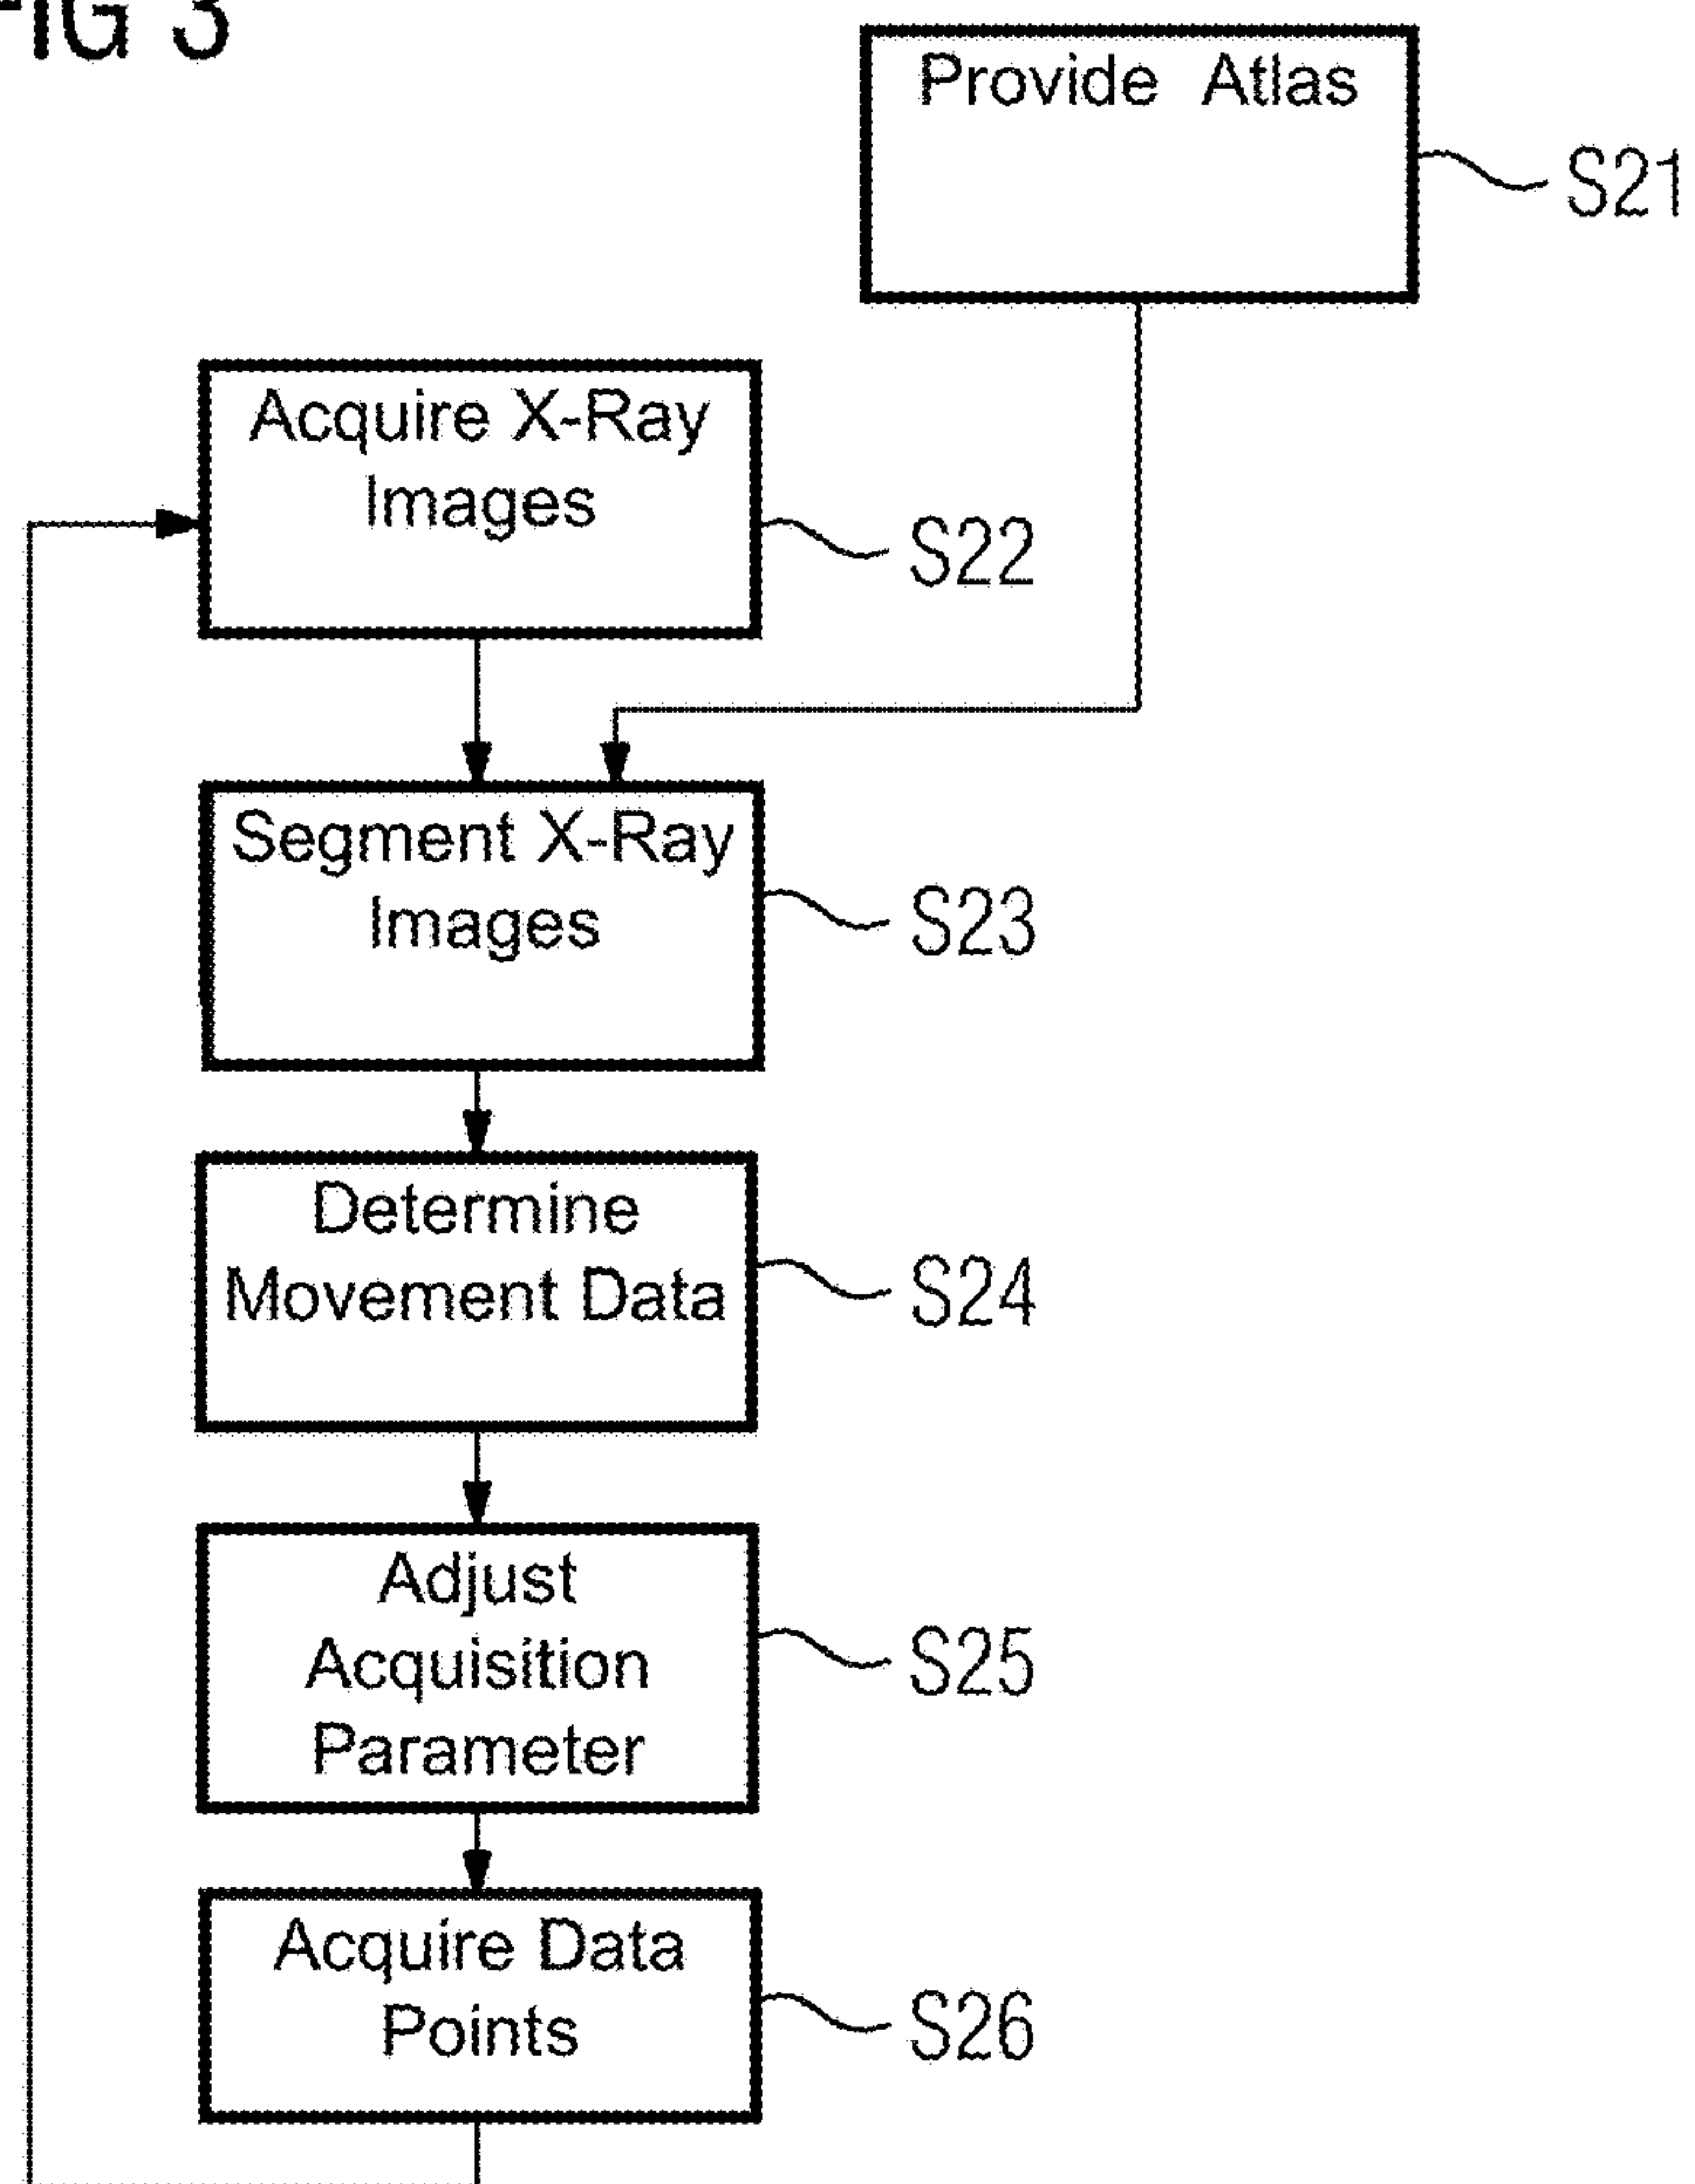 FIG 3
Provide Atlas
S21
Acquire X-Ray
Images
S22
Segment X-Ray
Images
S23
Determine
Movement Data
S24
Adjust
Acquisition
Parameter
S25
Acquire Data
Points
S26